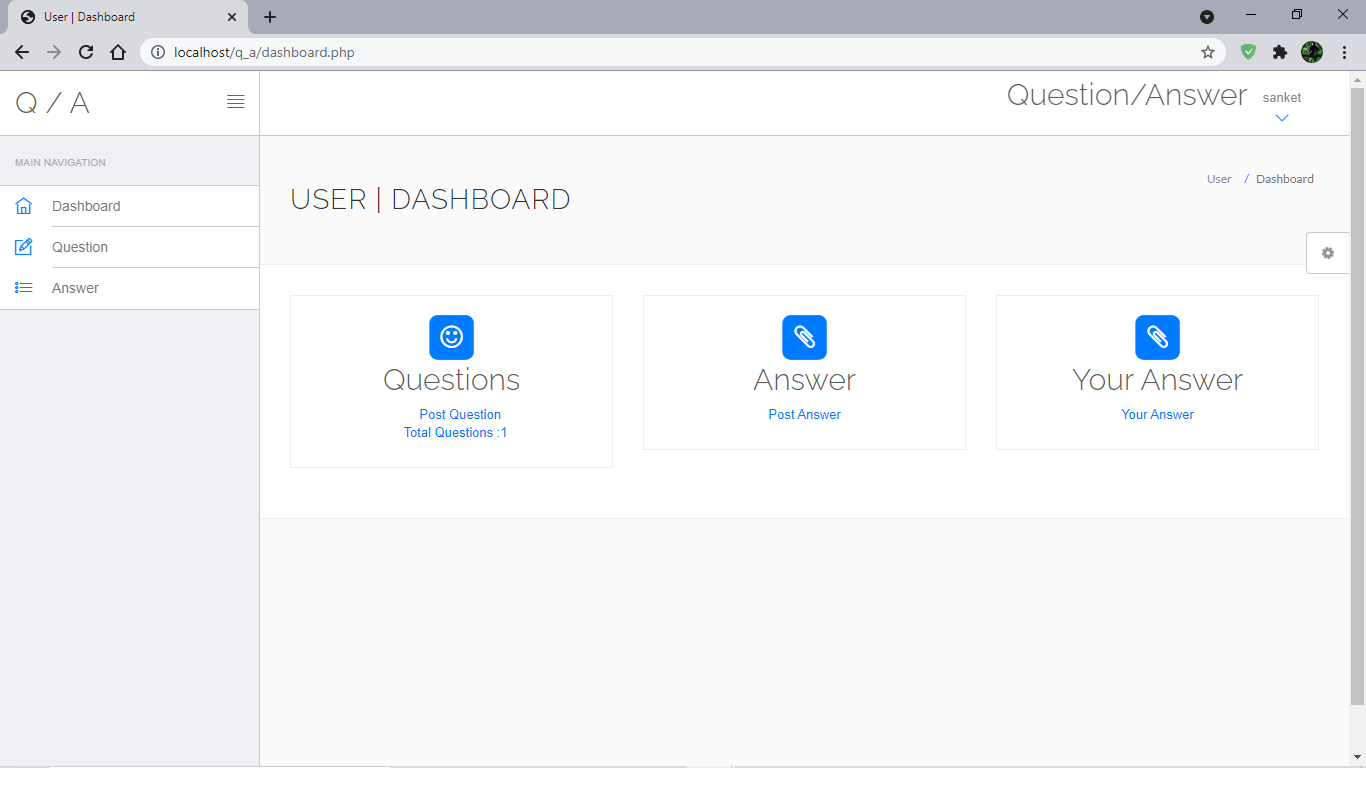 User | Dashboard
localhost/q_a/dashboard.php
Q / A
Question/Answer
sanket
MAIN NAVIGATION
Dashboard
Question
Answer
USER | DASHBOARD
User / Dashboard
Questions
Post Question
Total Questions :1
Answer
Post Answer
Your Answer
Your Answer